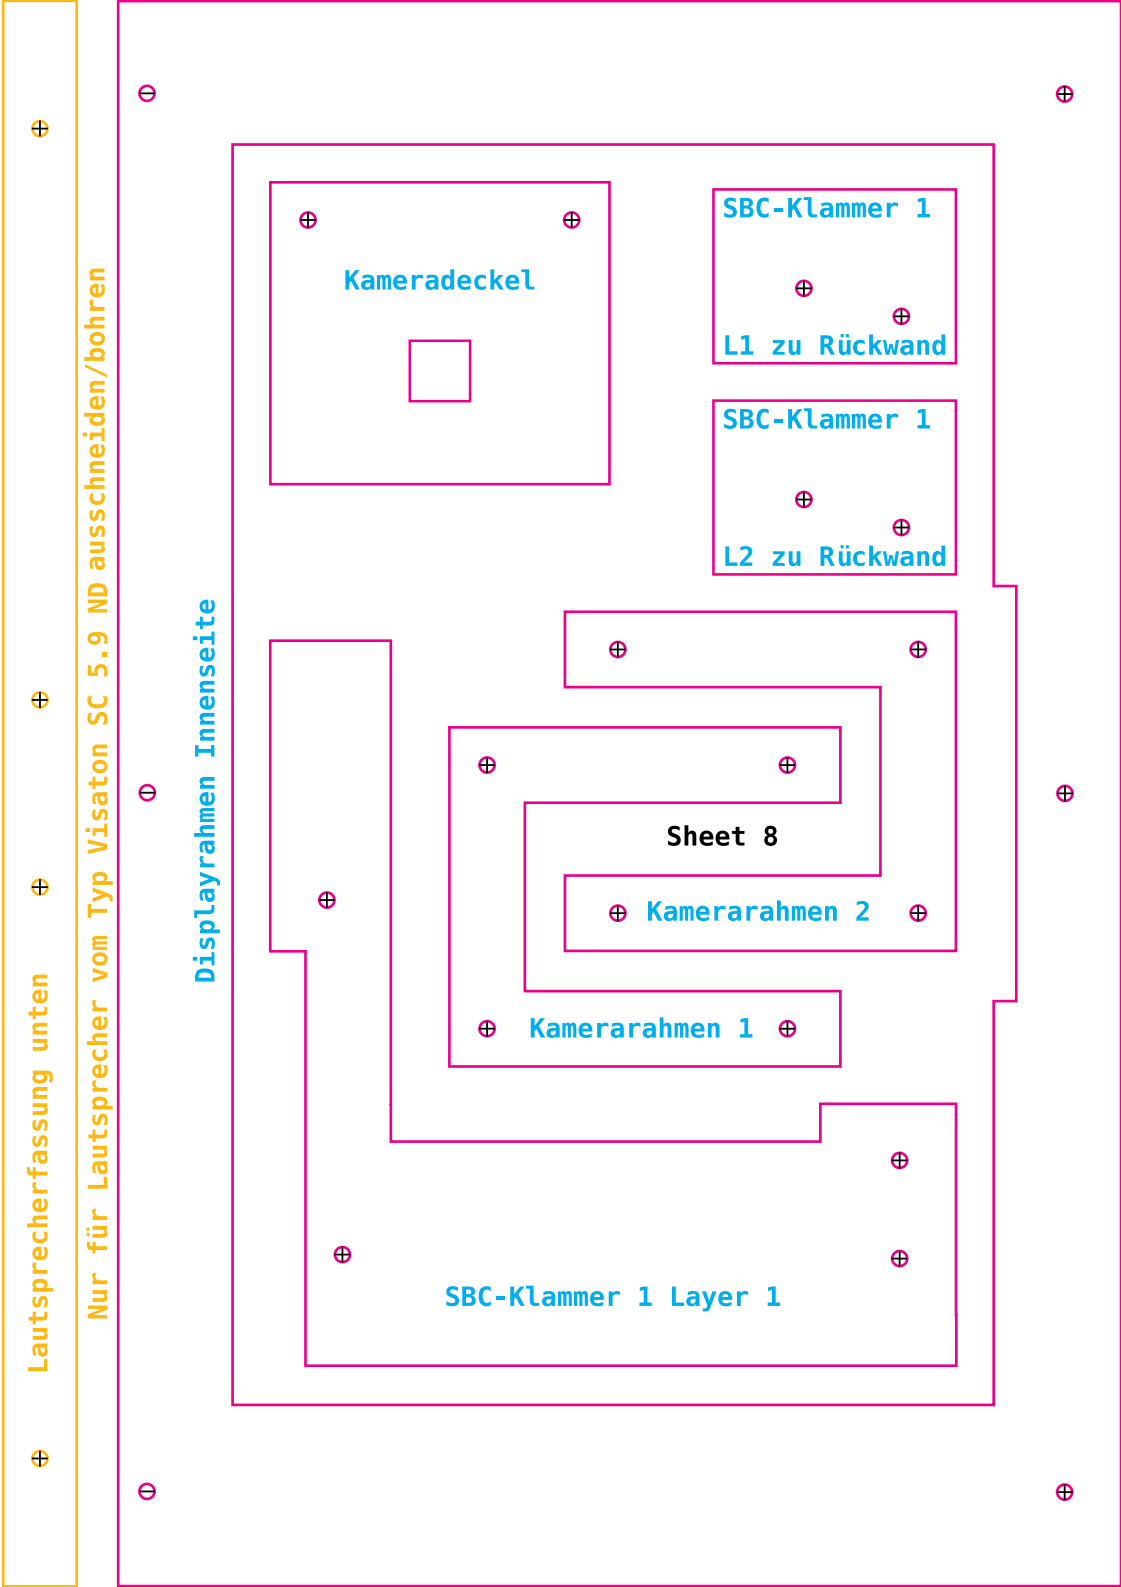 SBC-Klammer 1
Kameradeckel
L1 zu Rückwand
SBC-Klammer 1
L2 zu Rückwand
Displayrahmen Innenseite
Nur für Lautsprecher vom Typ Visaton SC 5.9 ND ausschneiden/bohren
Lautsprecherfassung unten
Sheet 8
Kamerarahmen 2
Kamerarahmen 1
SBC-Klammer 1 Layer 1